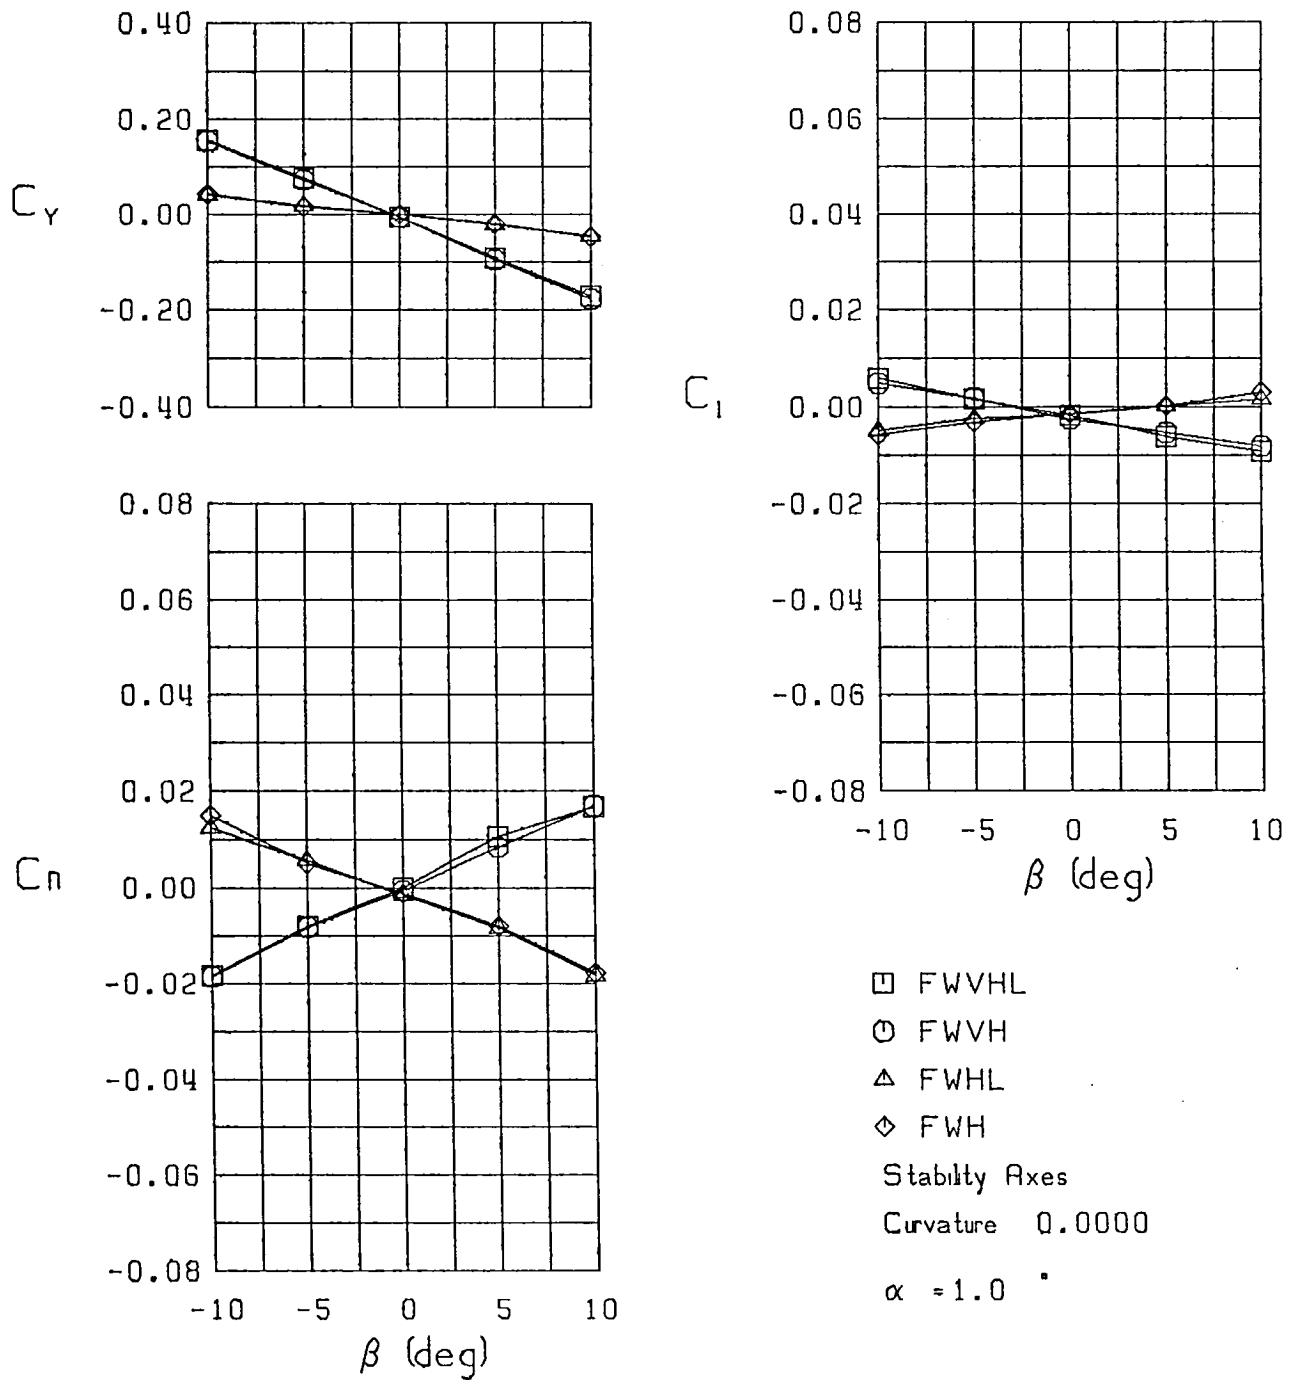 0.40
0.20
C_Y 0.00
-0.20
-0.40
0.08
0.06
0.04
0.02
Cn 0.00
-0.02
-0.04
-0.06
-0.08
-10 -5 0 5 10
β (deg)
0.08
0.06
0.04
0.02
C_l 0.00
-0.02
-0.04
-0.06
-0.08
-10 -5 0 5 10
β (deg)
FWVHL
FWVH
FWHL
FWH
Stability Axes
Curvature 0.0000
α = 1.0 °